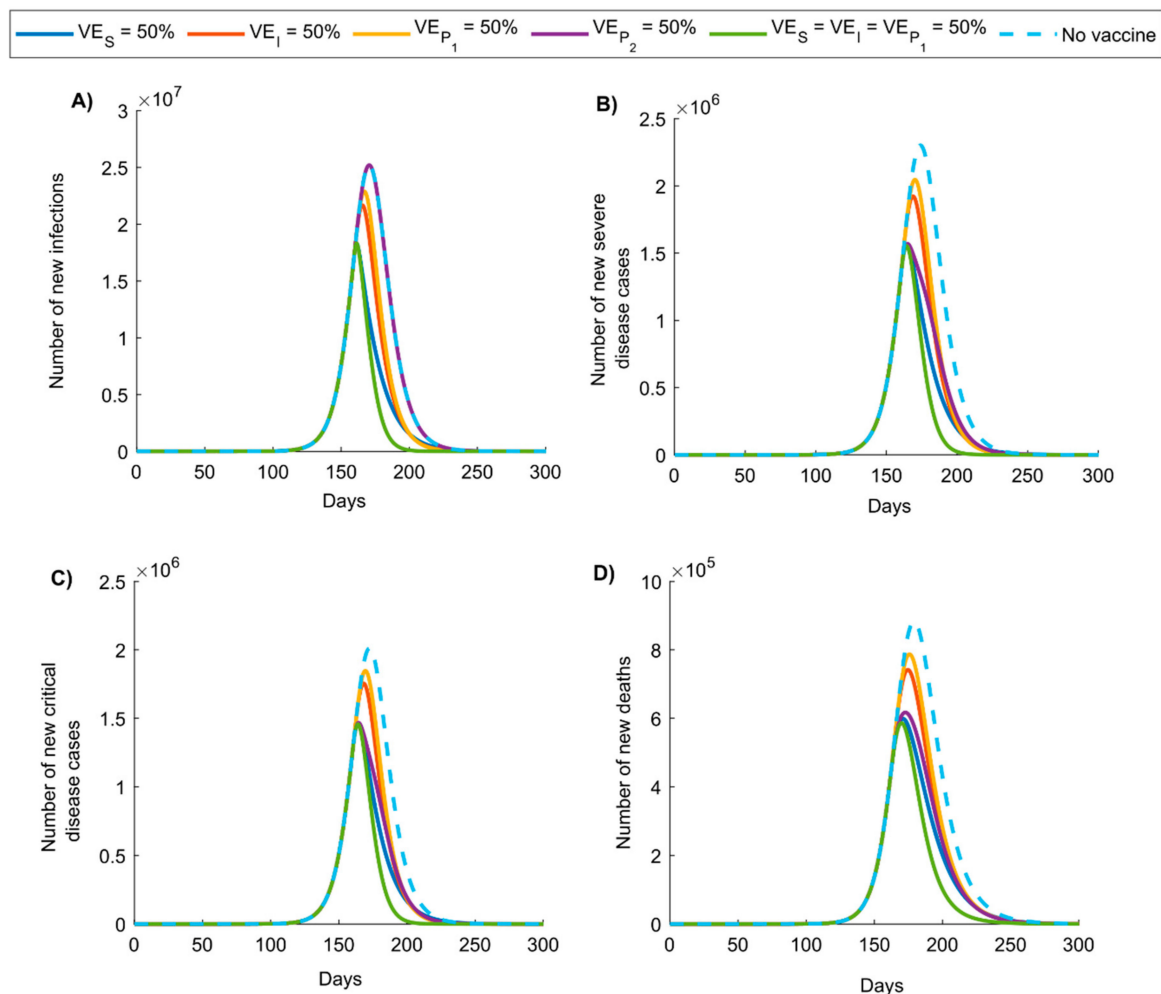 VE_S = 50% VE_I = 50% VE_P_1 = 50% VE_P_2 = 50% VE_S = VE_I = VE_P_1 = 50% No vaccine
A)
×10^7
3
2.5
2
1.5
1
0.5
0
Number of new infections
0 50 100 150 200 250 300
Days
B)
×10^6
2.5
2
1.5
1
0.5
0
Number of new severe
disease cases
0 50 100 150 200 250 300
Days
C)
×10^6
2.5
2
1.5
1
0.5
0
Number of new critical
disease cases
0 50 100 150 200 250 300
Days
D)
×10^5
10
8
6
4
2
0
Number of new deaths
0 50 100 150 200 250 300
Days